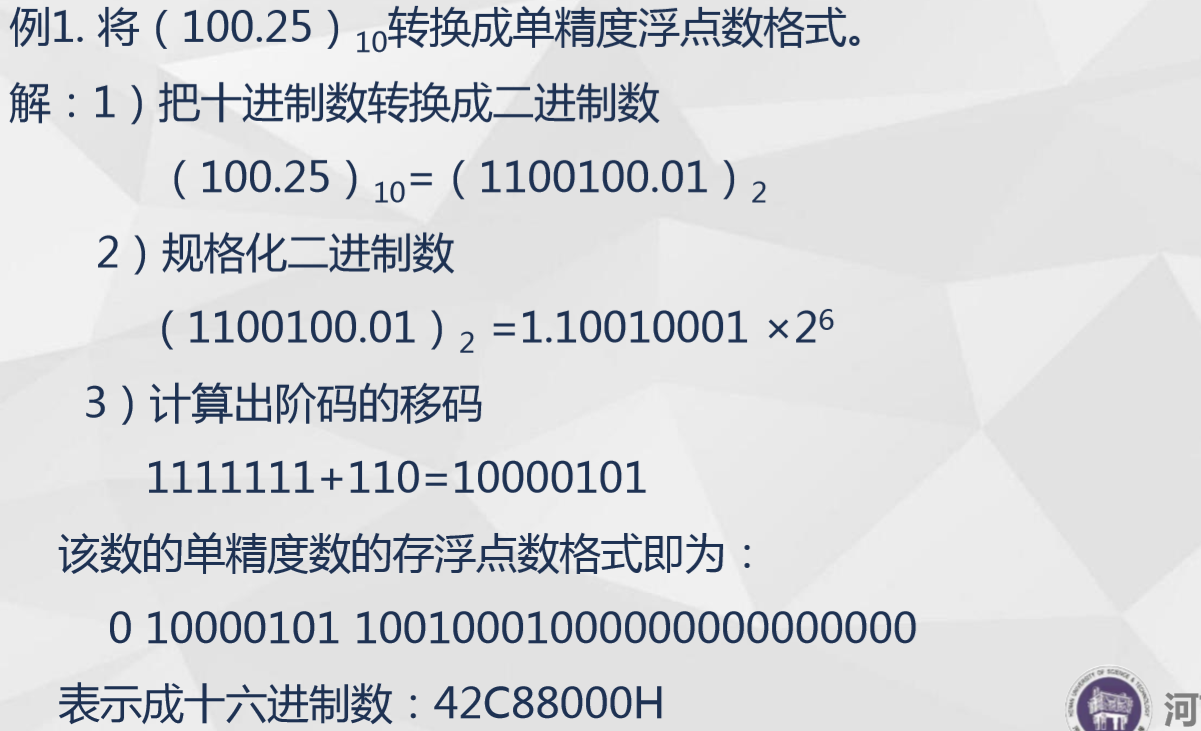 例1. 将（100.25）10转换成单精度浮点数格式。
解：1）把十进制数转换成二进制数
（100.25）10=（1100100.01）2
2）规格化二进制数
（1100100.01）2 =1.10010001 ×2⁶
3）计算出阶码的移码
1111111+110=10000101
该数的单精度数的存浮点数格式即为：
0 10000101 10010001000000000000000
表示成十六进制数：42C88000H
河